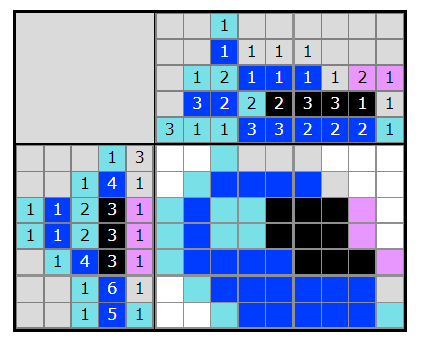 1
1 1 1 1
1 2 1 1 1 1 2 1
3 2 2 2 3 3 1 1
3 1 1 3 3 2 2 2 1
1 3
1 4 1
1 1 2 3 1
1 1 2 3 1
1 4 3 1
1 6 1
1 5 1